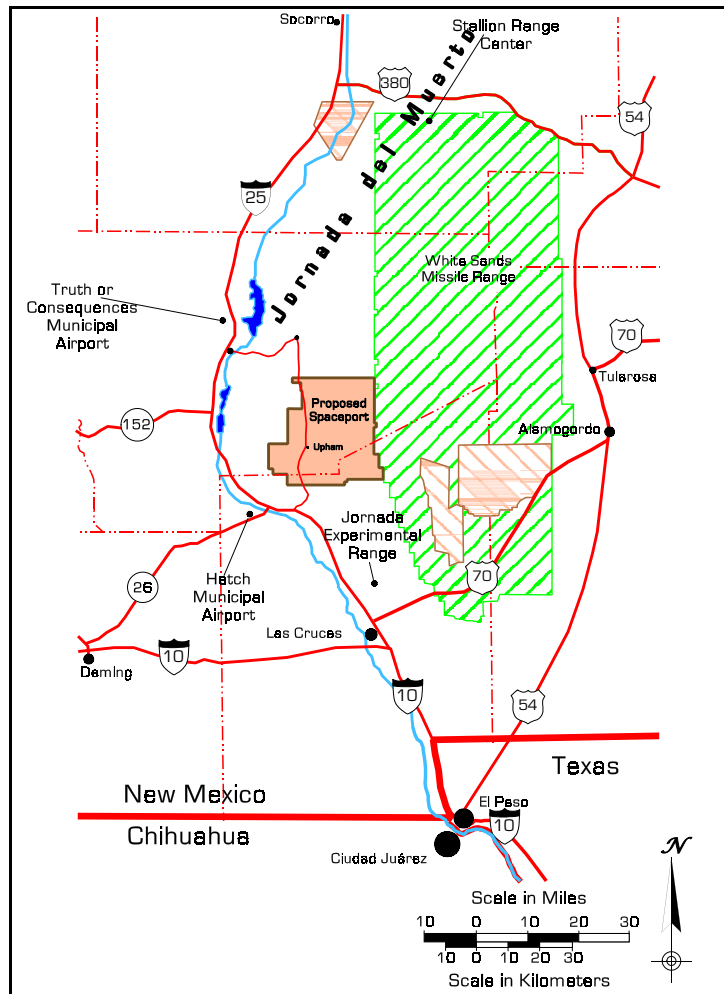 Socorro
Stallion Range
Center
380
54
Jornada del Muerto
25
White Sands
Missile Range
Truth or
Consequences
Municipal
Airport
70
Tularosa
Proposed
Spaceport
152
Upham
Alamogordo
Jornada
Experimental
Range
70
26
Hatch
Municipal
Airport
Las Cruces
10
Deming
10
54
Texas
New Mexico
El Paso
10
Chihuahua
Ciudad Juárez
N
Scale in Miles
10 0 10 20 30
10 0 10 20 30
Scale in Kilometers